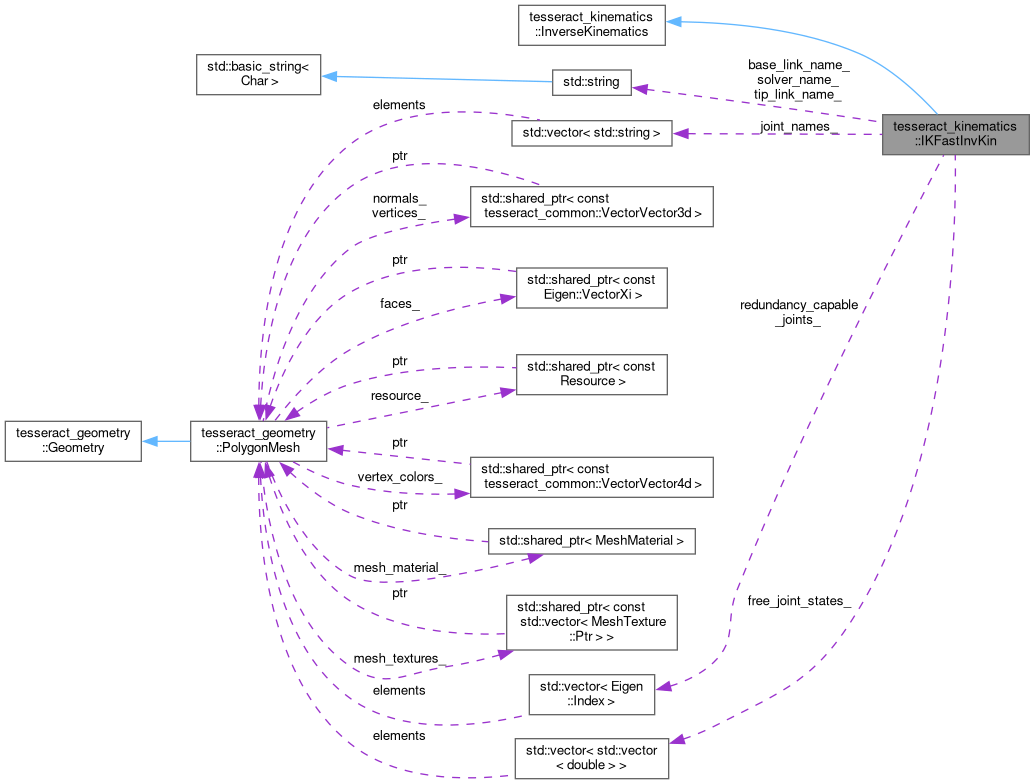 tesseract_kinematics
::InverseKinematics
std::basic_string<
Char >
std::string
base_link_name_
solver_name_
tip_link_name_
elements
std::vector< std::string >
joint_names_
tesseract_kinematics
::IKFastInvKin
ptr
normals_
vertices_
std::shared_ptr< const
tesseract_common::VectorVector3d >
ptr
std::shared_ptr< const
Eigen::VectorXi >
faces_
redundancy_capable
_joints_
ptr
std::shared_ptr< const
Resource >
resource_
tesseract_geometry
::Geometry
tesseract_geometry
::PolygonMesh
ptr
std::shared_ptr< const
tesseract_common::VectorVector4d >
vertex_colors_
ptr
std::shared_ptr< MeshMaterial >
mesh_material_
ptr
std::shared_ptr< const
std::vector< MeshTexture
::Ptr > >
free_joint_states_
mesh_textures_
elements
std::vector< Eigen
::Index >
elements
std::vector< std::vector
< double > >